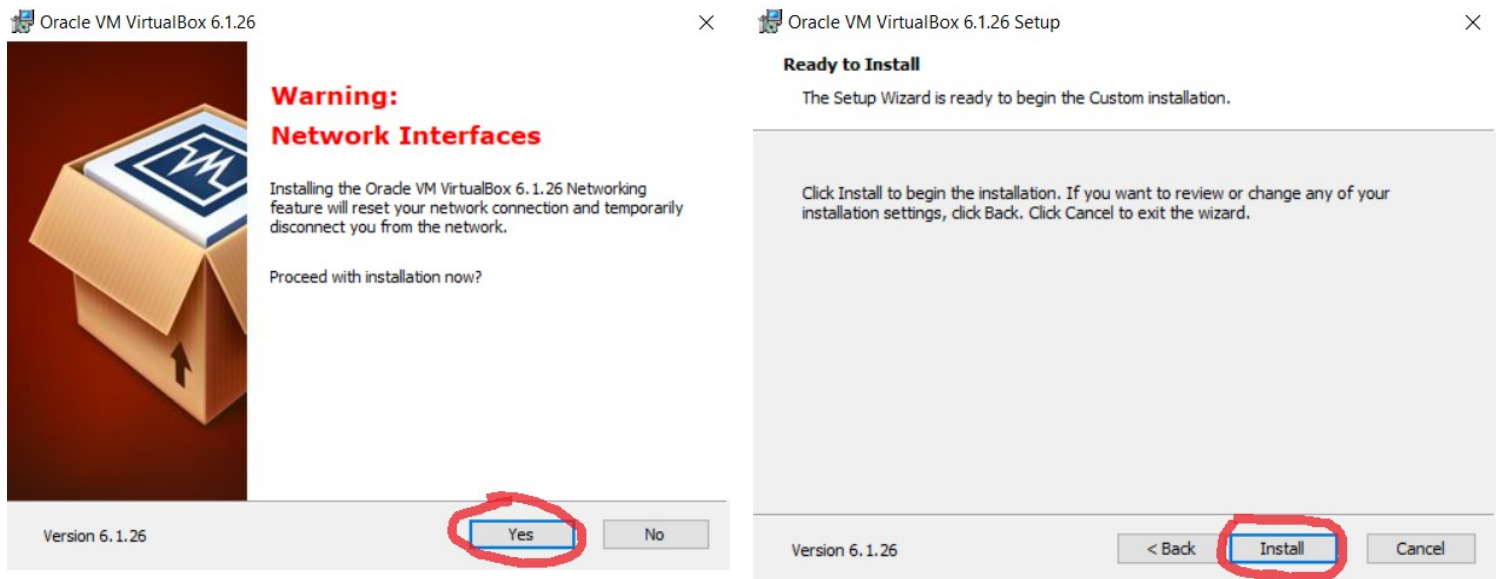 Oracle VM VirtualBox 6.1.26
Warning:
Network Interfaces
Installing the Oracle VM VirtualBox 6.1.26 Networking
feature will reset your network connection and temporarily
disconnect you from the network.
Proceed with installation now?
Version 6.1.26
Yes
No
Oracle VM VirtualBox 6.1.26 Setup
Ready to Install
The Setup Wizard is ready to begin the Custom installation.
Click Install to begin the installation. If you want to review or change any of your
installation settings, click Back. Click Cancel to exit the wizard.
Version 6.1.26
< Back
Install
Cancel